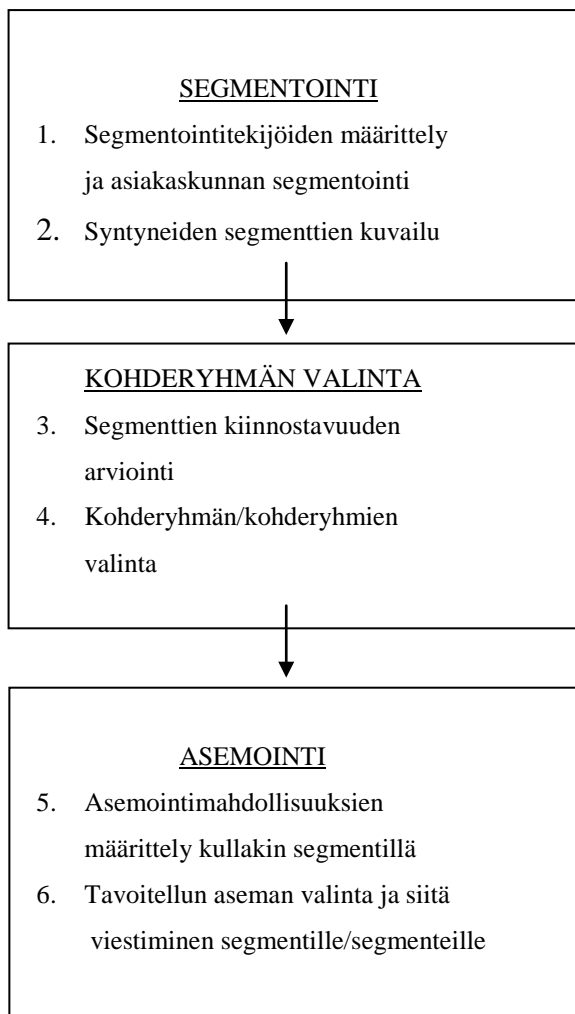 SEGMENTOINTI
1. Segmentointitekijöiden määrittely
ja asiakaskunnan segmentointi
2. Syntyneiden segmenttien kuvailu
KOHDERYHMÄN VALINTA
3. Segmenttien kiinnostavuuden
arviointi
4. Kohderyhmän/kohderyhmien
valinta
ASEMOINTI
5. Asemointimahdollisuuksien
määrittely kullakin segmentillä
6. Tavoitellun aseman valinta ja siitä
viestiminen segmentille/segmenteille